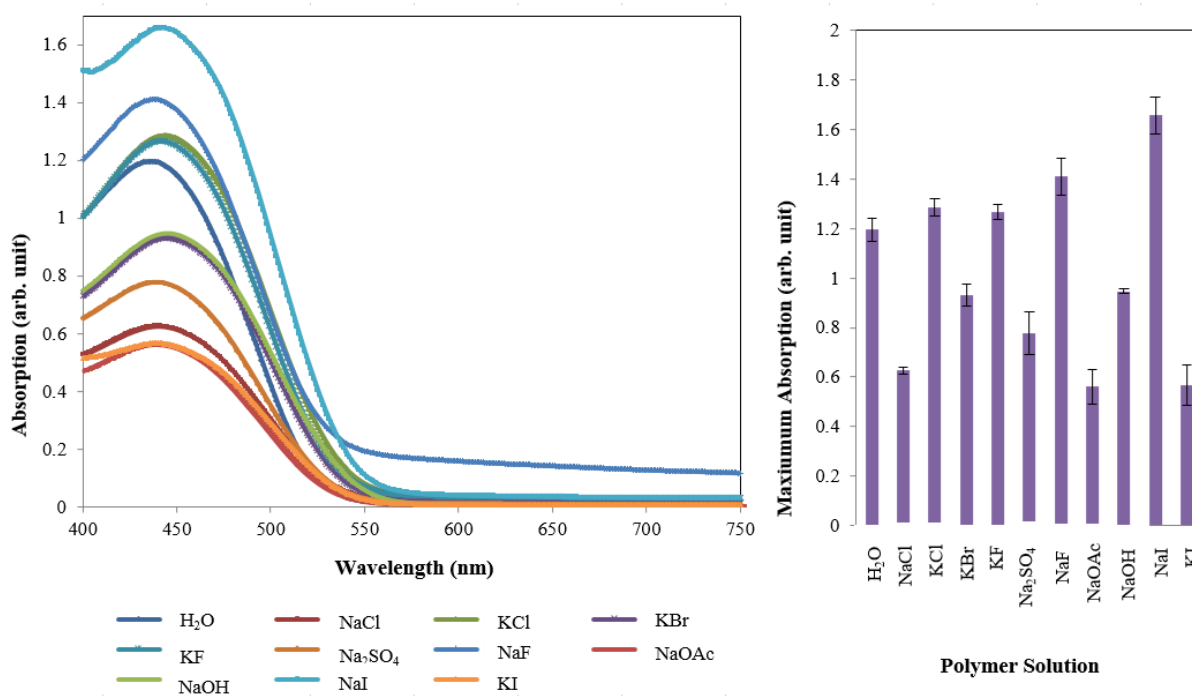 1.6
1.4
1.2
1
0.8
0.6
0.4
0.2
0
Absorption (arb. unit)
400 450 500 550 600 650 700 750
Wavelength (nm)
H₂O NaCl KCl KBr
KF Na₂SO₄ NaF NaOAc
NaOH NaI KI
2
1.8
1.6
1.4
1.2
1
0.8
0.6
0.4
0.2
0
Maxiumum Absorption (arb. unit)
H₂O
NaCl
KCl
KBr
KF
Na₂SO₄
NaF
NaOAc
NaOH
NaI
KI
Polymer Solution